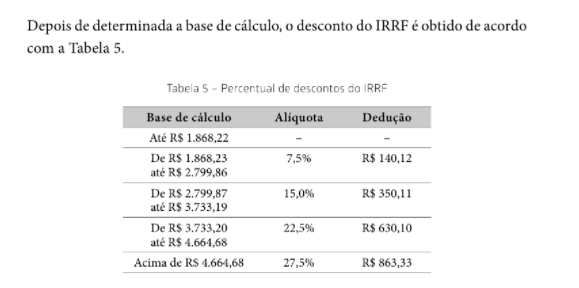 Depois de determinada a base de cálculo, o desconto do IRRF é obtido de acordo
com a Tabela 5.
Tabela 5 – Percentual de descontos do IRRF
Base de cálculo Alíquota Dedução
Até R$ 1.868,22 – –
De R$ 1.868,23
até R$ 2.799,86 7,5% R$ 140,12
De R$ 2.799,87
até R$ 3.733,19 15,0% R$ 350,11
De R$ 3.733,20
até R$ 4.664,68 22,5% R$ 630,10
Acima de R$ 4.664,68 27,5% R$ 863,33